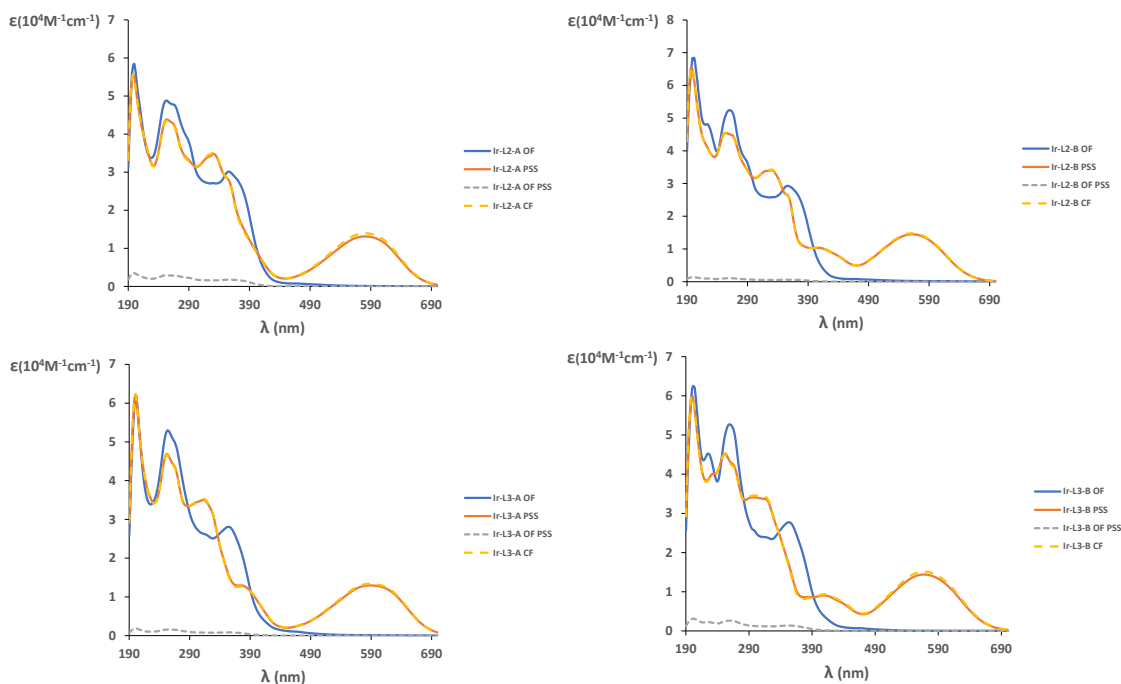 ε(10⁴M⁻¹cm⁻¹)
7
6
5
4
3
2
1
0
190 290 390 490 590 690
λ (nm)
Ir-L2-A OF
Ir-L2-A PSS
Ir-L2-A OF PSS
Ir-L2-A CF
ε(10⁴M⁻¹cm⁻¹)
8
7
6
5
4
3
2
1
0
190 290 390 490 590 690
λ (nm)
Ir-L2-B OF
Ir-L2-B PSS
Ir-L2-B OF PSS
Ir-L2-B CF
ε(10⁴M⁻¹cm⁻¹)
7
6
5
4
3
2
1
0
190 290 390 490 590 690
λ (nm)
Ir-L3-A OF
Ir-L3-A PSS
Ir-L3-A OF PSS
Ir-L3-A CF
ε(10⁴M⁻¹cm⁻¹)
7
6
5
4
3
2
1
0
190 290 390 490 590 690
λ (nm)
Ir-L3-B OF
Ir-L3-B PSS
Ir-L3-B OF PSS
Ir-L3-B CF